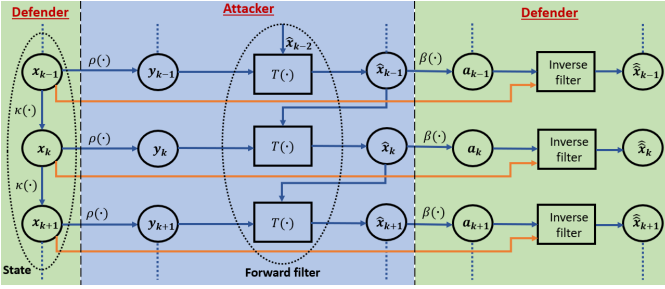 Defender Attacker Defender
x̂ₖ₋₂
xₖ₋₁ ρ(·) yₖ₋₁ T(·) x̂ₖ₋₁ β(·) aₖ₋₁ Inverse filter x̂̂ₖ₋₁
κ(·)
xₖ ρ(·) yₖ T(·) x̂ₖ β(·) aₖ Inverse filter x̂̂ₖ
κ(·)
xₖ₊₁ ρ(·) yₖ₊₁ T(·) x̂ₖ₊₁ β(·) aₖ₊₁ Inverse filter x̂̂ₖ₊₁
State Forward filter